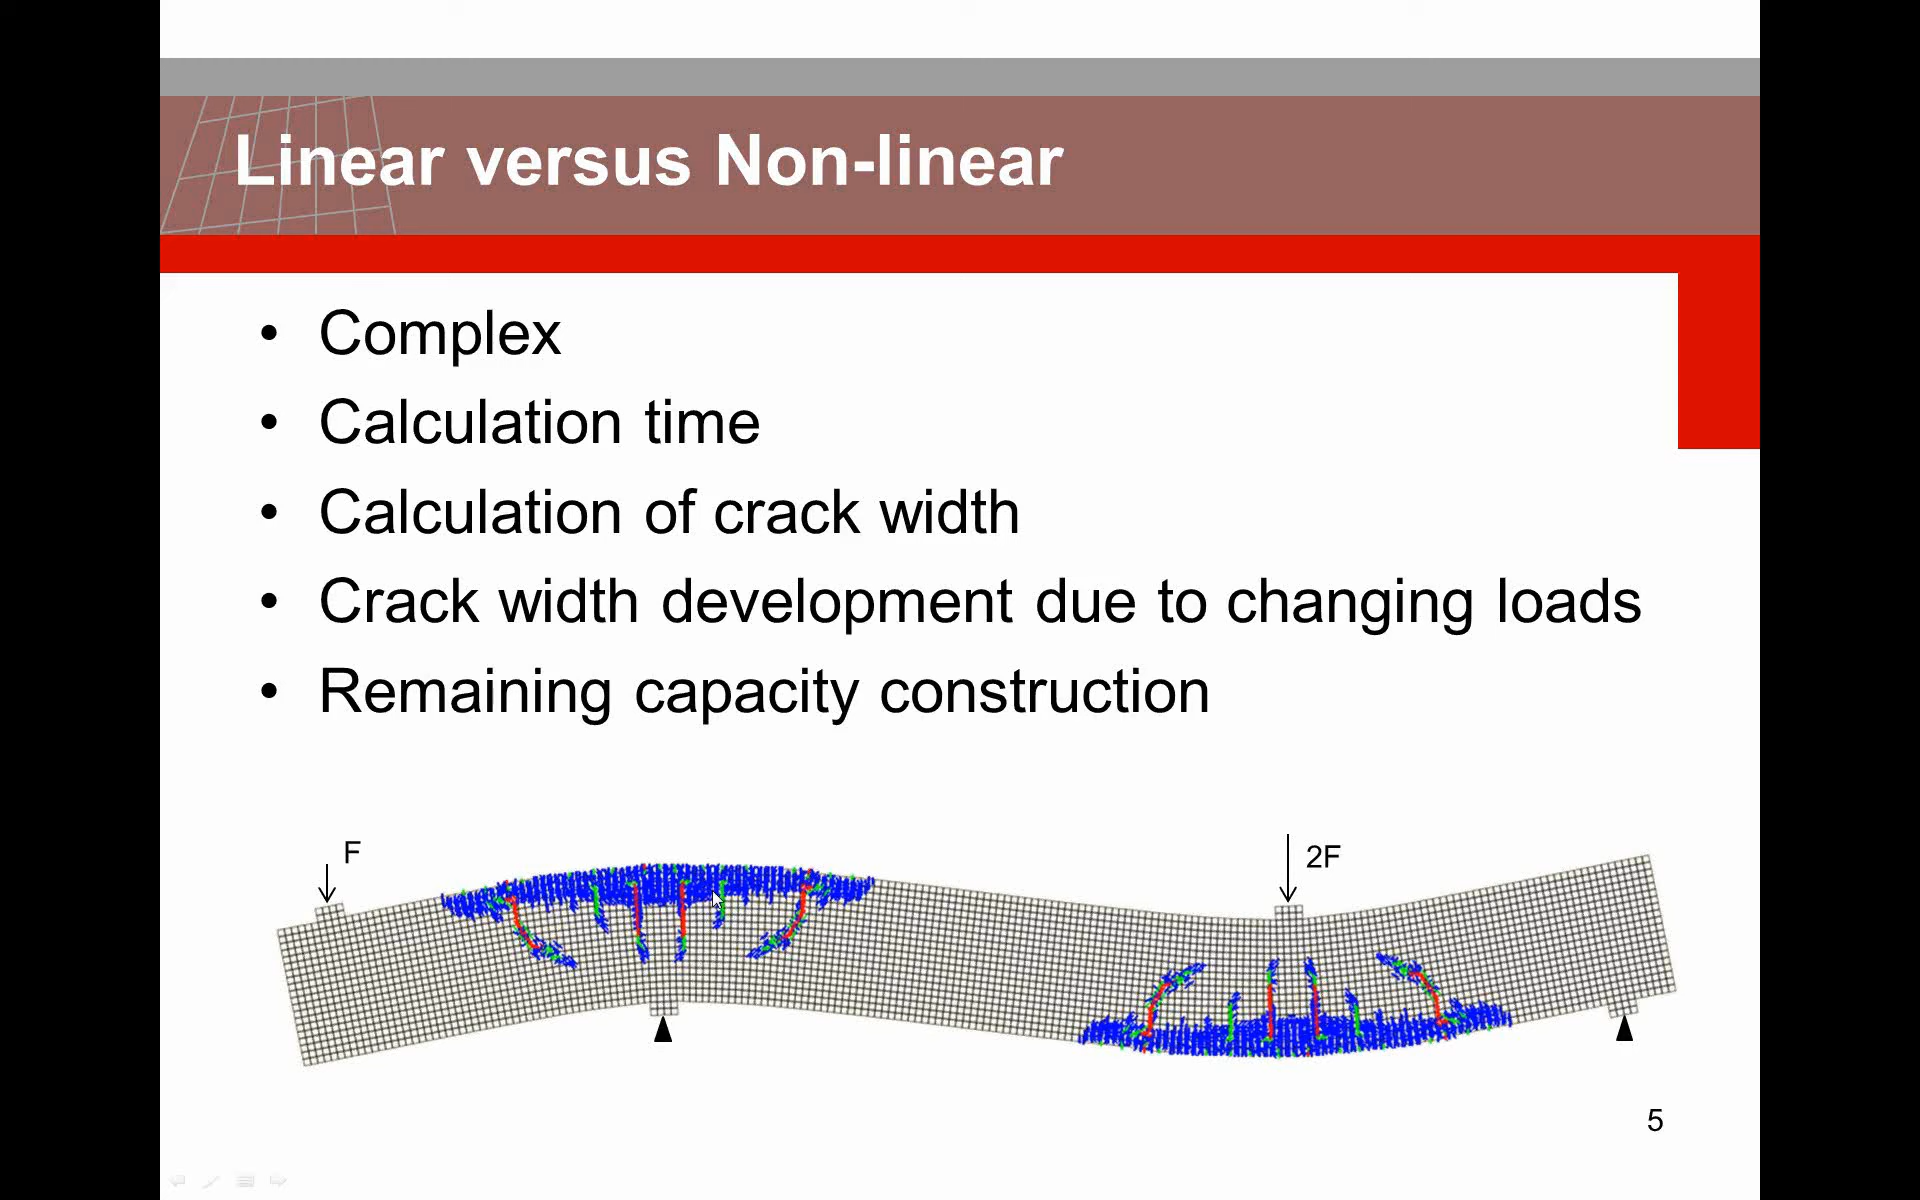 Linear versus Non-linear
• Complex
• Calculation time
• Calculation of crack width
• Crack width development due to changing loads
• Remaining capacity construction
F
2F
5